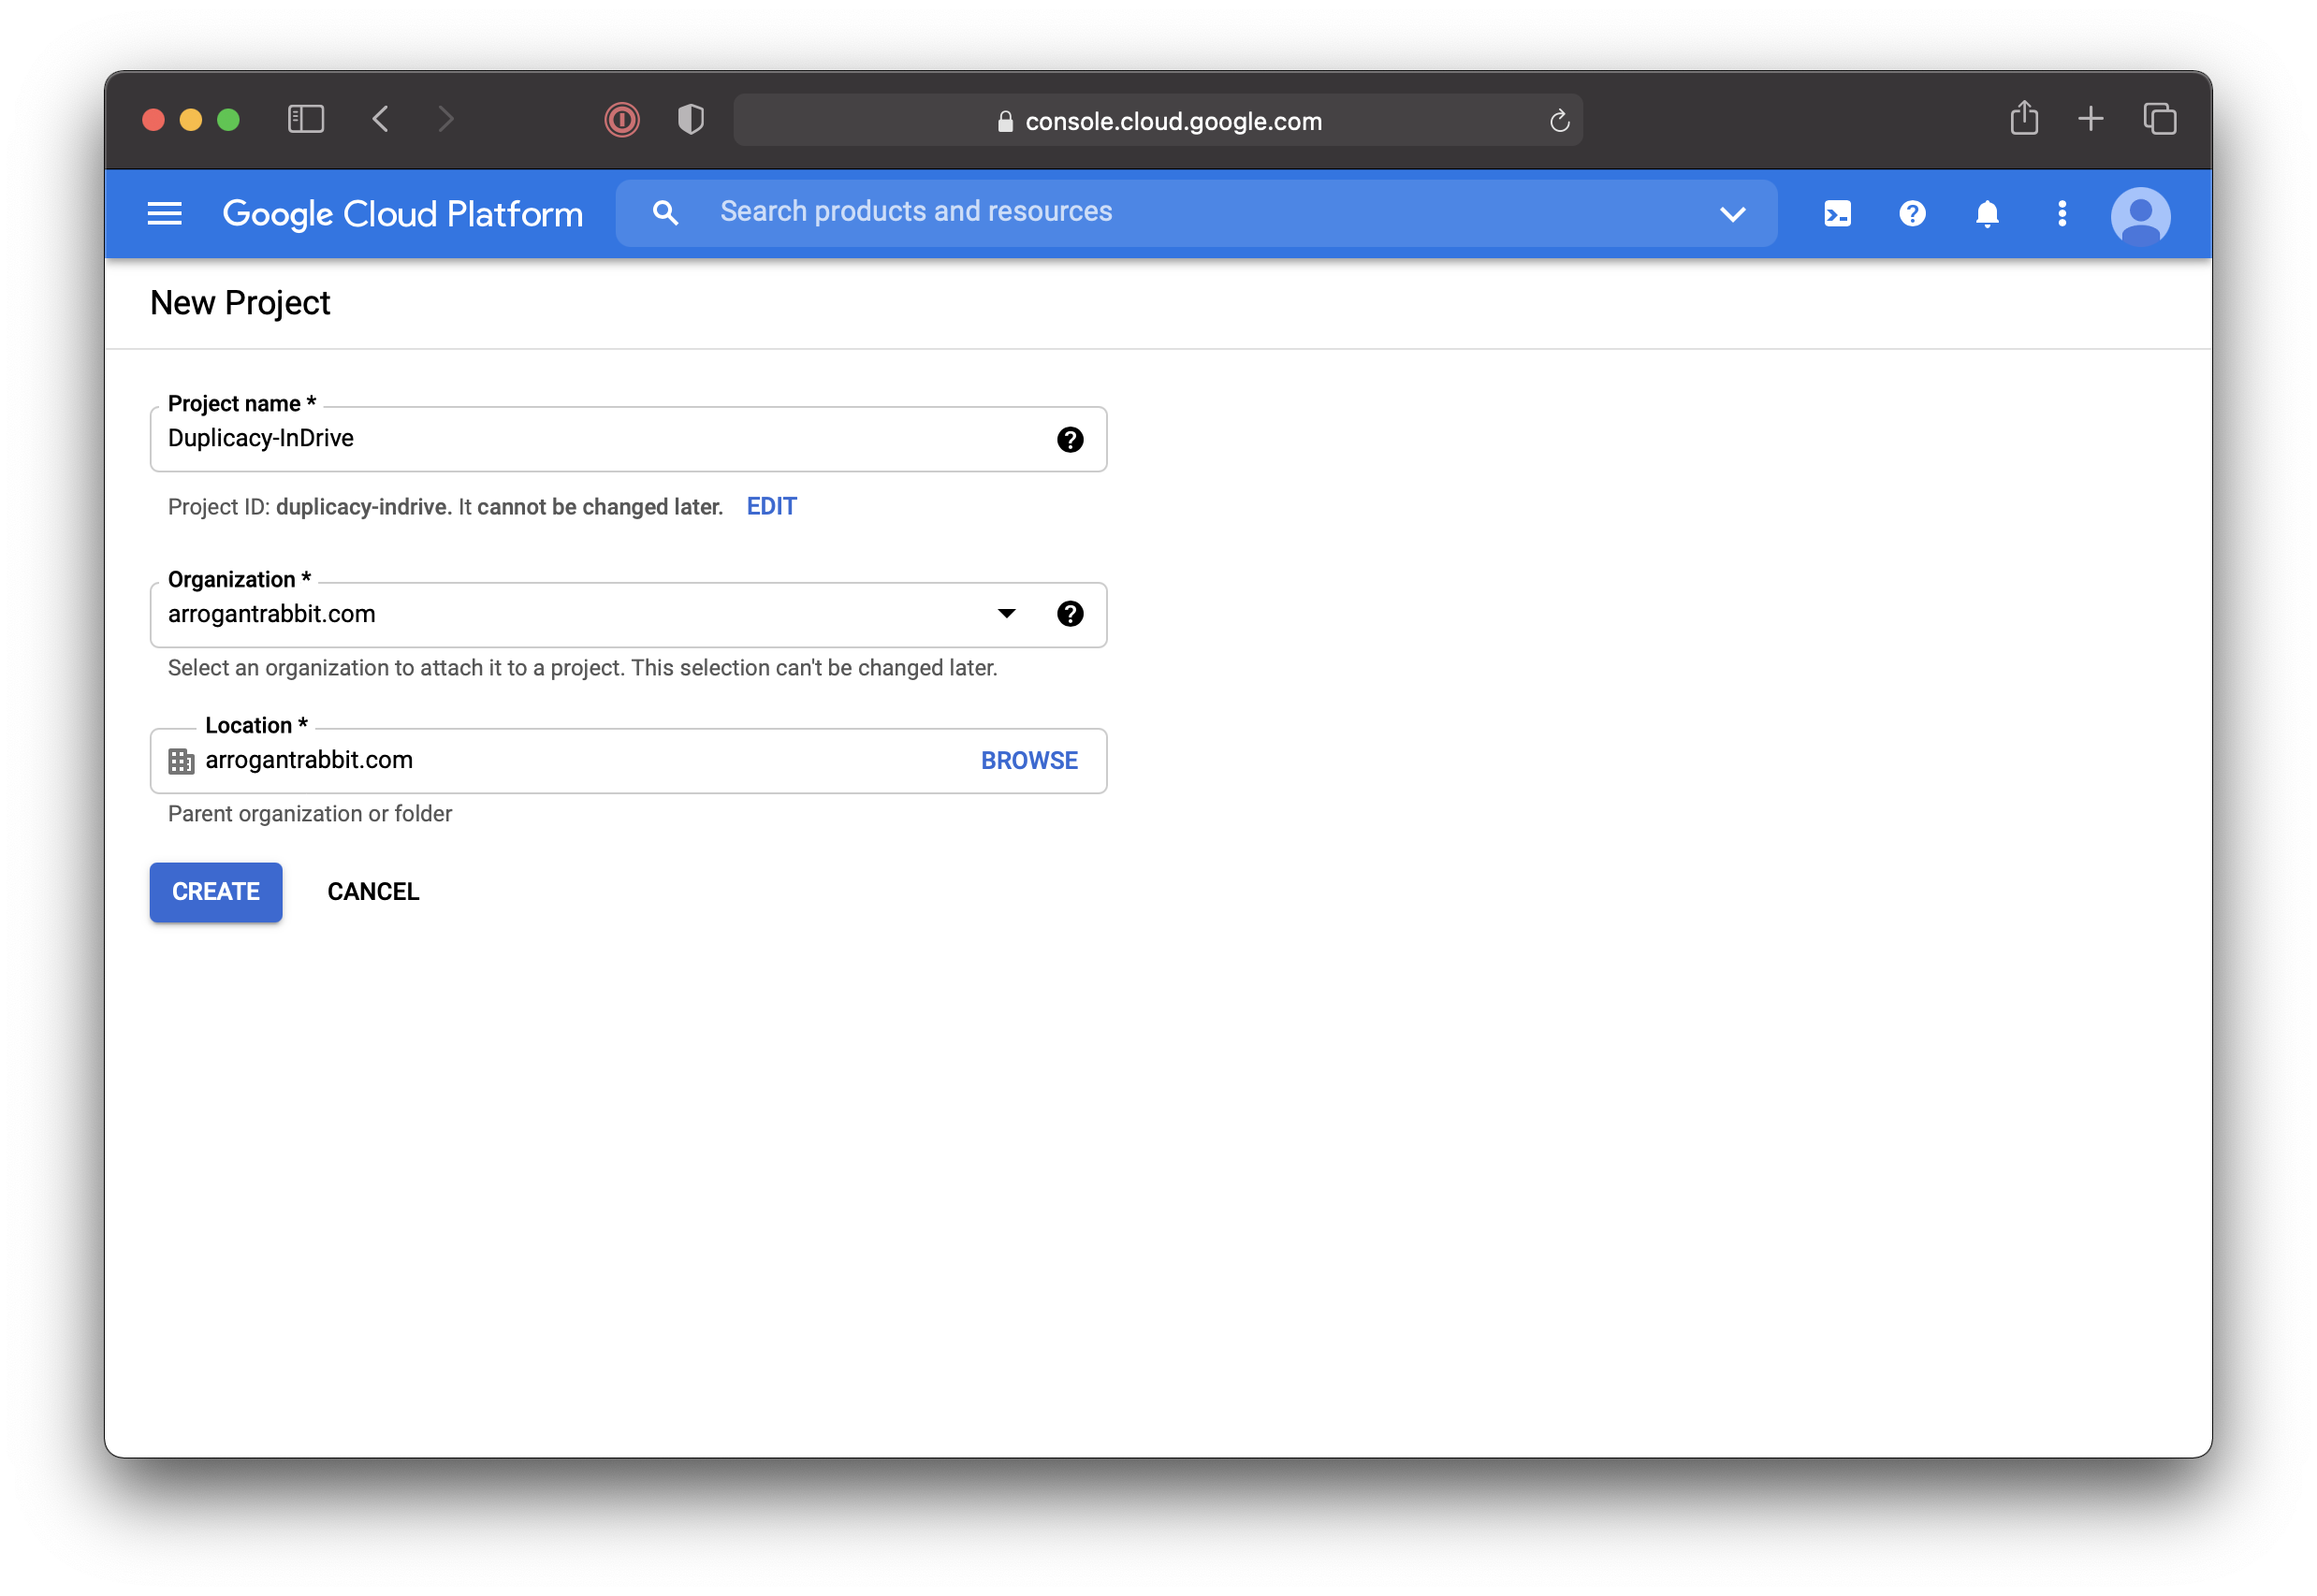 console.cloud.google.com
Google Cloud Platform
Search products and resources
New Project
Project name *
Duplicacy-InDrive
Project ID: duplicacy-indrive. It cannot be changed later. EDIT
Organization *
arrogantrabbit.com
Select an organization to attach it to a project. This selection can't be changed later.
Location *
arrogantrabbit.com BROWSE
Parent organization or folder
CREATE CANCEL